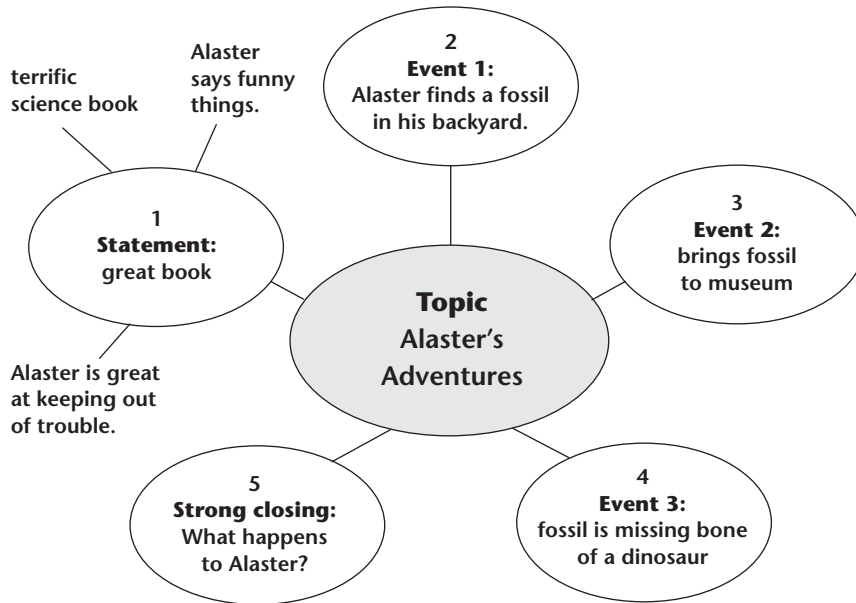 terrific
science book
Alaster
says funny
things.
1
Statement:
great book
Alaster is great
at keeping out
of trouble.
2
Event 1:
Alaster finds a fossil
in his backyard.
3
Event 2:
brings fossil
to museum
Topic
Alaster’s
Adventures
4
Event 3:
fossil is missing bone
of a dinosaur
5
Strong closing:
What happens
to Alaster?